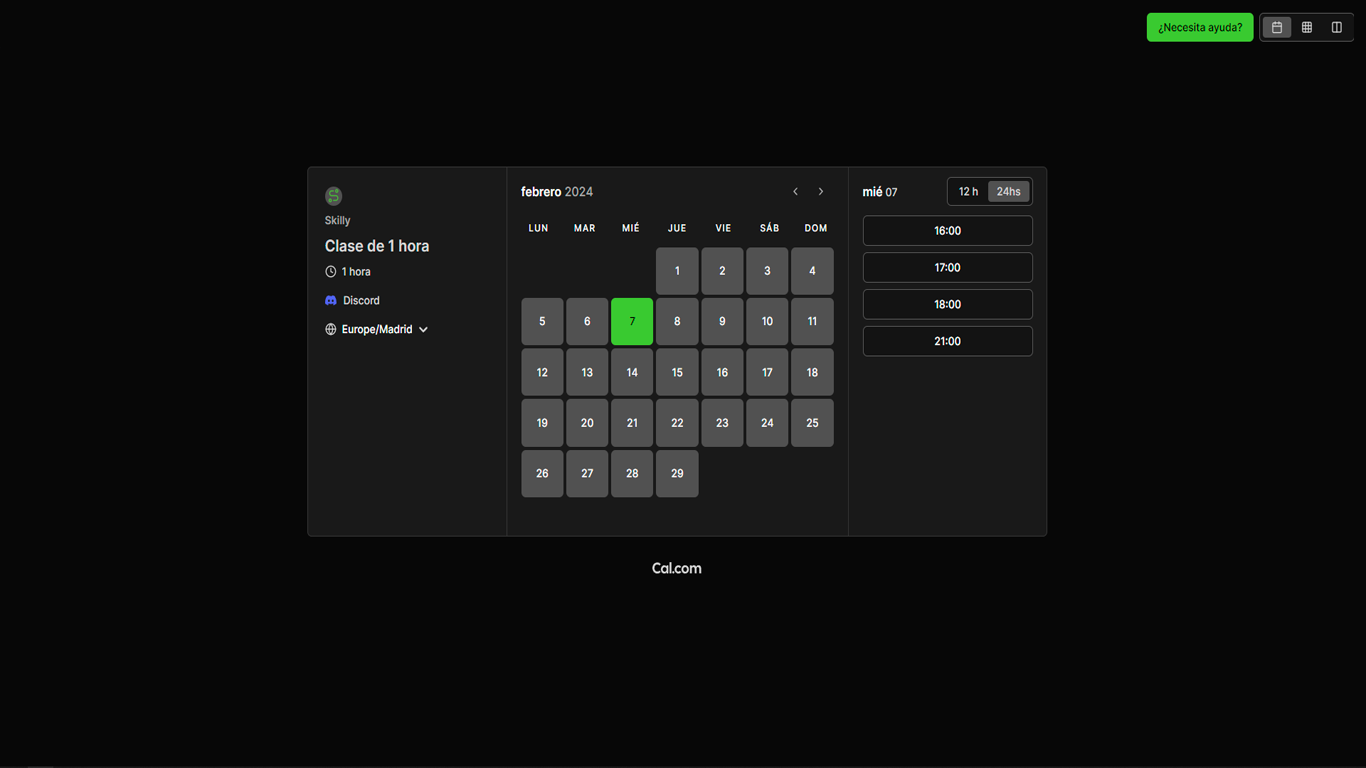 ¿Necesita ayuda?
Skilly
Clase de 1 hora
1 hora
Discord
Europe/Madrid
febrero 2024
LUN MAR MIÉ JUE VIE SÁB DOM
1 2 3 4
5 6 7 8 9 10 11
12 13 14 15 16 17 18
19 20 21 22 23 24 25
26 27 28 29
mié 07 12 h 24hs
16:00
17:00
18:00
21:00
Cal.com